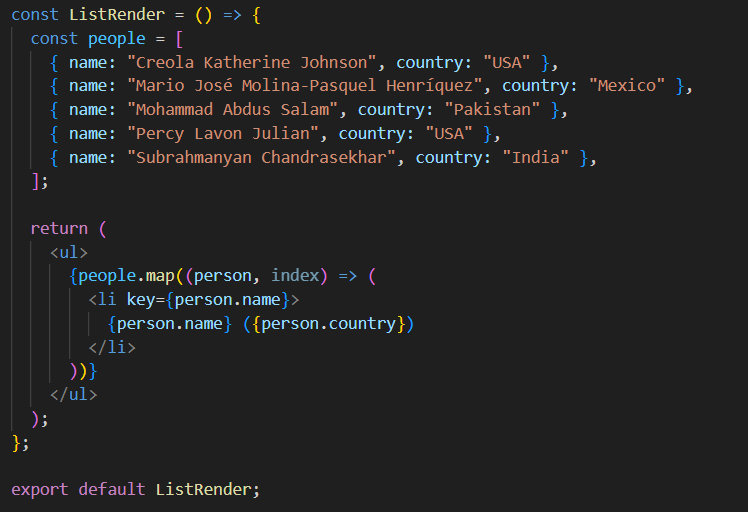 const ListRender = () => {
  const people = [
    { name: "Creola Katherine Johnson", country: "USA" },
    { name: "Mario José Molina-Pasquel Henríquez", country: "Mexico" },
    { name: "Mohammad Abdus Salam", country: "Pakistan" },
    { name: "Percy Lavon Julian", country: "USA" },
    { name: "Subrahmanyan Chandrasekhar", country: "India" },
  ];

  return (
    <ul>
      {people.map((person, index) => (
        <li key={person.name}>
          {person.name} ({person.country})
        </li>
      ))}
    </ul>
  );
};

export default ListRender;